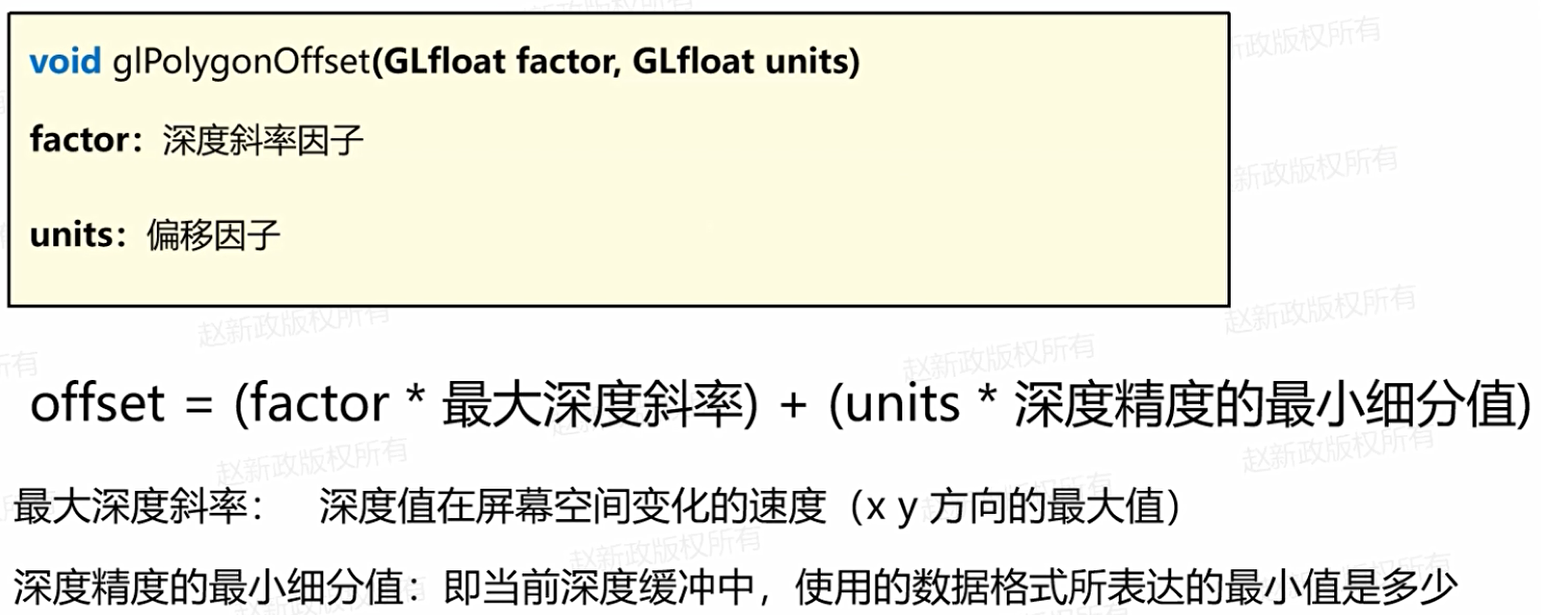 void glPolygonOffset(GLfloat factor, GLfloat units)
factor：深度斜率因子
units：偏移因子
offset = (factor * 最大深度斜率) + (units * 深度精度的最小细分值)
最大深度斜率： 深度值在屏幕空间变化的速度（x y 方向的最大值）
深度精度的最小细分值：即当前深度缓冲中，使用的数据格式所表达的最小值是多少
赵新政版权所有